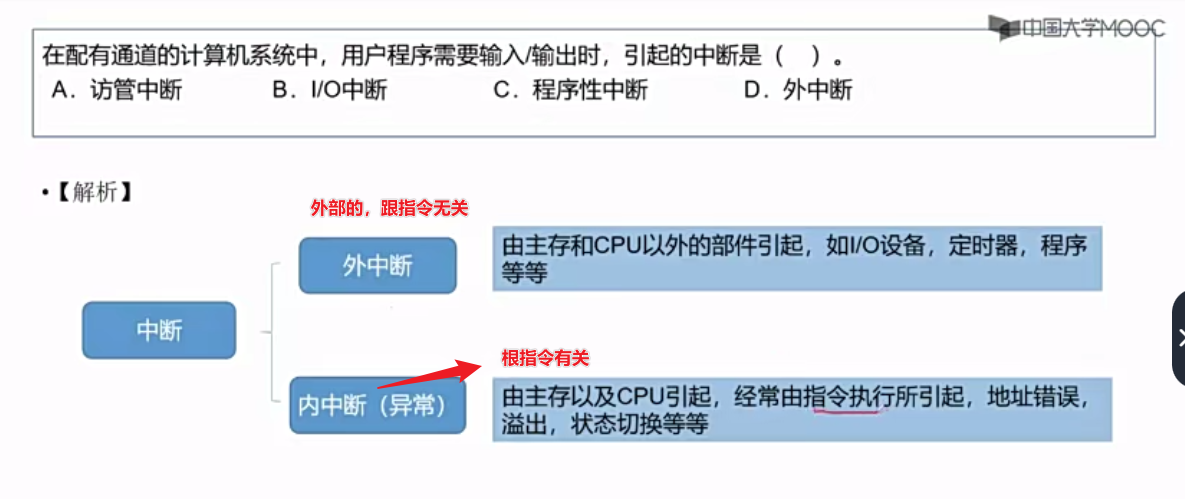 中国大学MOOC
在配有通道的计算机系统中，用户程序需要输入/输出时，引起的中断是（ ）。
A．访管中断 B．I/O中断 C．程序性中断 D．外中断
•【解析】
外部的，跟指令无关
外中断
由主存和CPU以外的部件引起，如I/O设备，定时器，程序
等等
中断
根指令有关
内中断（异常）
由主存以及CPU引起，经常由指令执行所引起，地址错误，
溢出，状态切换等等